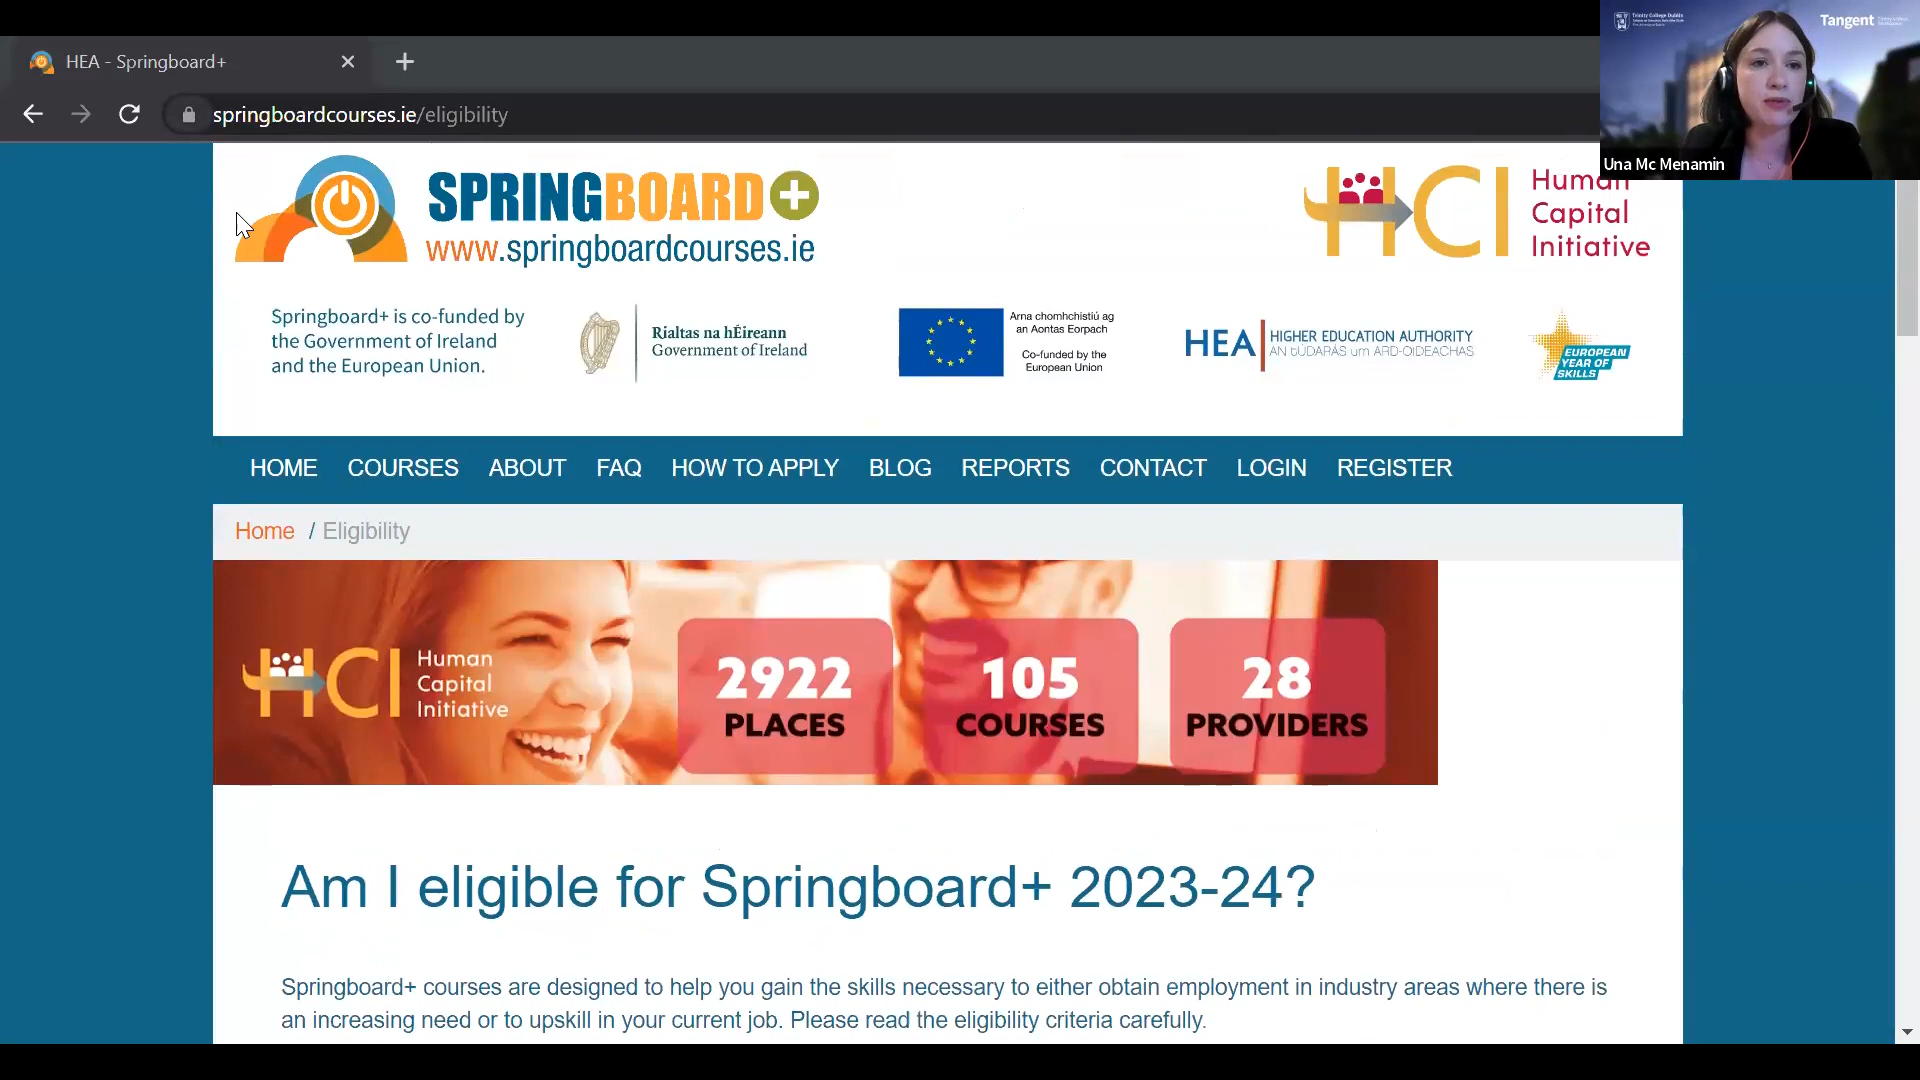 HEA - Springboard+
springboardcourses.ie/eligibility
Trinity College Dublin
Tangent
Una Mc Menamin
SPRINGBOARD+
www.springboardcourses.ie
HCI
Human
Capital
Initiative
Springboard+ is co-funded by
the Government of Ireland
and the European Union.
Rialtas na hÉireann
Government of Ireland
Arna chomhchistiú ag
an Aontas Eorpach
Co-funded by the
European Union
HEA
HIGHER EDUCATION AUTHORITY
AN tÚDARÁS um ARD-OIDEACHAS
EUROPEAN
YEAR OF
SKILLS
HOME COURSES ABOUT FAQ HOW TO APPLY BLOG REPORTS CONTACT LOGIN REGISTER
Home / Eligibility
HCI
Human
Capital
Initiative
2922
PLACES
105
COURSES
28
PROVIDERS
Am I eligible for Springboard+ 2023-24?
Springboard+ courses are designed to help you gain the skills necessary to either obtain employment in industry areas where there is
an increasing need or to upskill in your current job. Please read the eligibility criteria carefully.